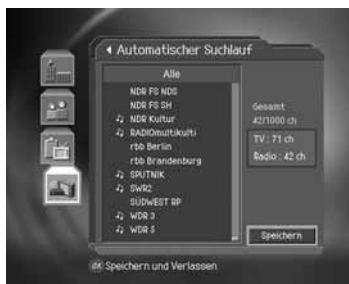 Automatischer Suchlauf
Alle
NDR FS NDS
NDR FS SH
NDR Kultur
RADIOmultikulti
rbb Berlin
rbb Brandenburg
SPUTNIK
SWR2
SÜDWEST RP
WDR 3
WDR 5
Gesamt
42/1000 ch
TV : 71 ch
Radio : 42 ch
Speichern
OK Speichern und Verlassen